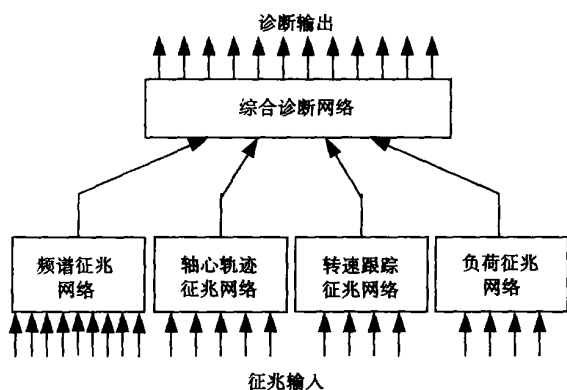 诊断输出
综合诊断网络
频谱征兆
网络
轴心轨迹
征兆网络
转速跟踪
征兆网络
负荷征兆
网络
征兆输入